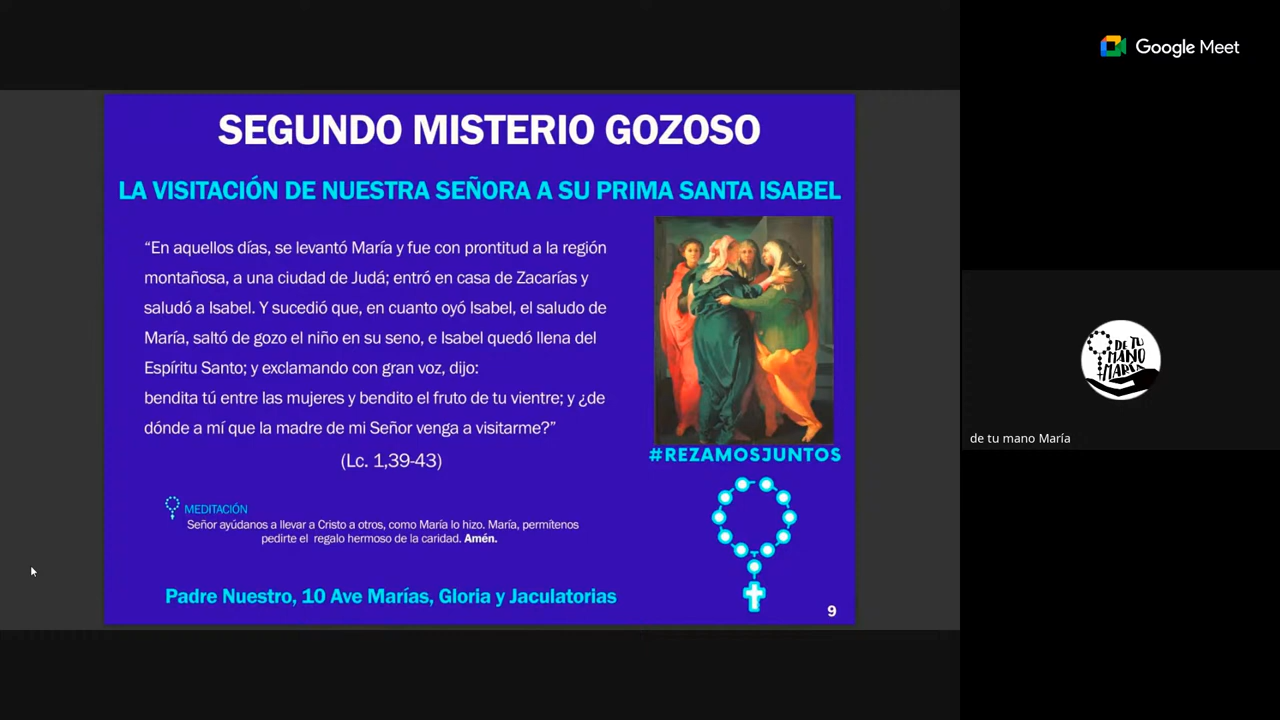 Google Meet
SEGUNDO MISTERIO GOZOSO
LA VISITACIÓN DE NUESTRA SEÑORA A SU PRIMA SANTA ISABEL
“En aquellos días, se levantó María y fue con prontitud a la región
montañosa, a una ciudad de Judá; entró en casa de Zacarías y
saludó a Isabel. Y sucedió que, en cuanto oyó Isabel, el saludo de
María, saltó de gozo el niño en su seno, e Isabel quedó llena del
Espíritu Santo; y exclamando con gran voz, dijo:
bendita tú entre las mujeres y bendito el fruto de tu vientre; y ¿de
dónde a mí que la madre de mi Señor venga a visitarme?”
(Lc. 1,39-43)
#REZAMOSJUNTOS
MEDITACIÓN
Señor ayúdanos a llevar a Cristo a otros, como María lo hizo. María, permítenos
pedirte el regalo hermoso de la caridad. Amén.
Padre Nuestro, 10 Ave Marías, Gloria y Jaculatorias
9
DE TU
MANO
MARÍA
de tu mano María